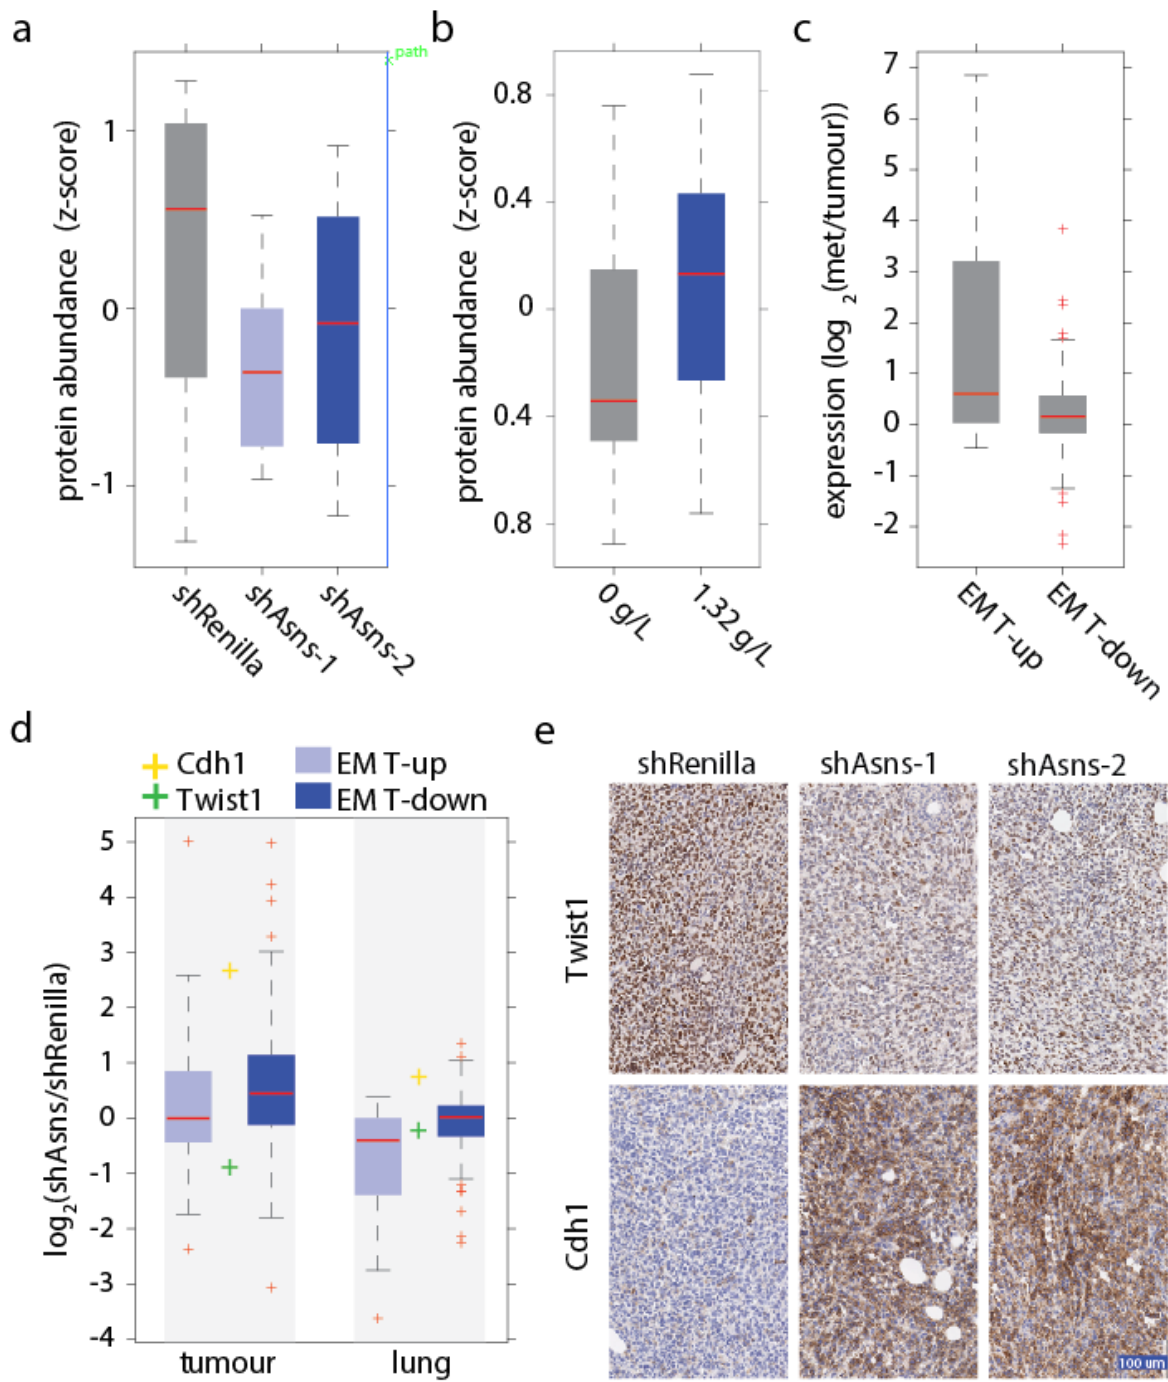 a
path
protein abundance (z-score)
1
0
-1
shRenilla
shAsns-1
shAsns-2
b
protein abundance (z-score)
0.8
0.4
0
0.4
0.8
0 g/L
1.32 g/L
c
expression (log 2(met/tumour))
7
6
5
4
3
2
1
0
-1
-2
EM T-up
EM T-down
d
Cdh1
EM T-up
Twist1
EM T-down
log2(shAsns/shRenilla)
5
4
3
2
1
0
-1
-2
-3
-4
tumour
lung
e
shRenilla
shAsns-1
shAsns-2
Twist1
Cdh1
100 um